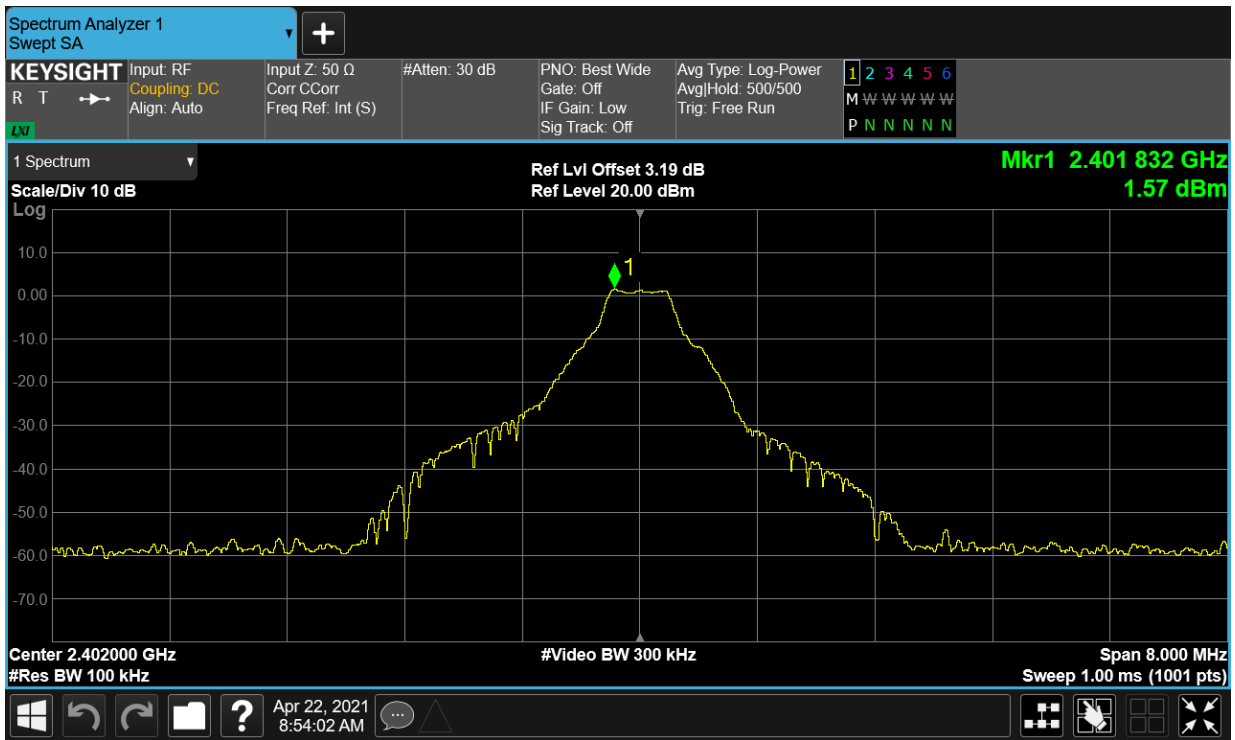 Spectrum Analyzer 1
Swept SA
+
KEYSIGHT
R T
LXI
Input: RF
Coupling: DC
Align: Auto
Input Z: 50 Ω
Corr CCorr
Freq Ref: Int (S)
#Atten: 30 dB
PNO: Best Wide
Gate: Off
IF Gain: Low
Sig Track: Off
Avg Type: Log-Power
Avg|Hold: 500/500
Trig: Free Run
1 2 3 4 5 6
M W W W W W
P N N N N N
1 Spectrum
Scale/Div 10 dB
Log
Ref Lvl Offset 3.19 dB
Ref Level 20.00 dBm
Mkr1 2.401 832 GHz
1.57 dBm
1
10.0
0.00
-10.0
-20.0
-30.0
-40.0
-50.0
-60.0
-70.0
Center 2.402000 GHz
#Res BW 100 kHz
#Video BW 300 kHz
Span 8.000 MHz
Sweep 1.00 ms (1001 pts)
?
Apr 22, 2021
8:54:02 AM